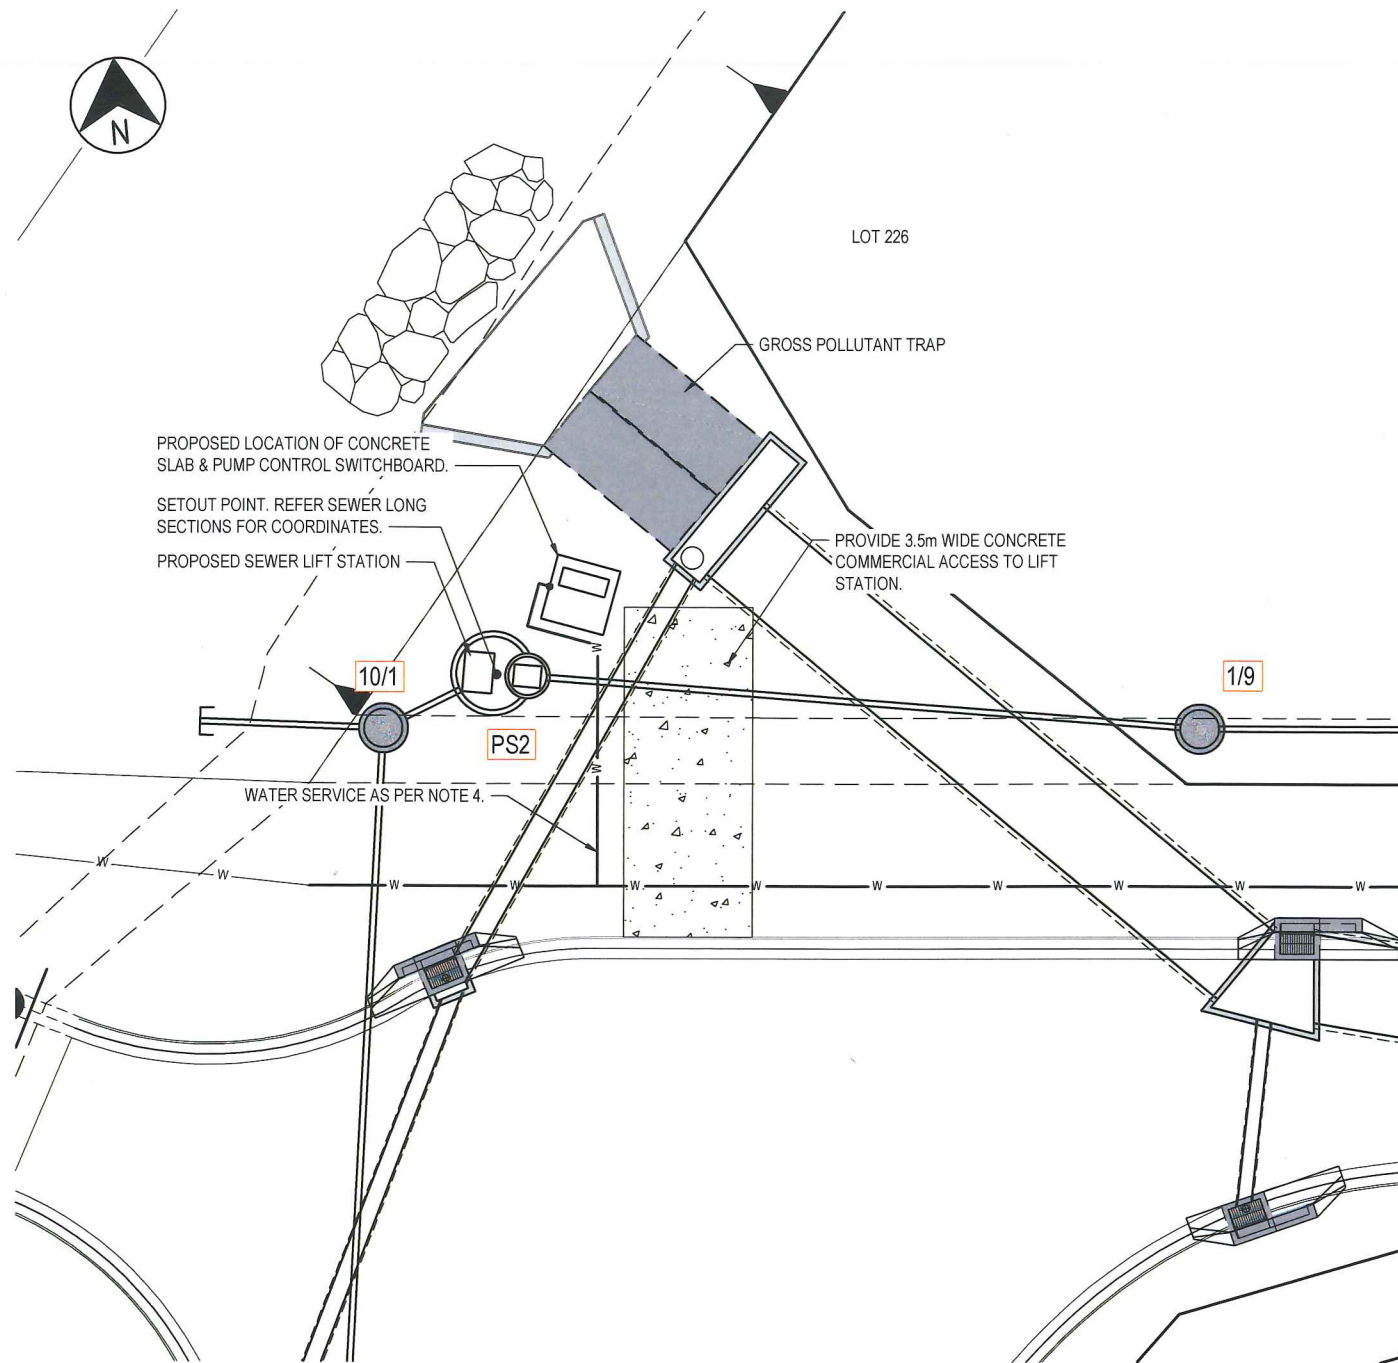 N
LOT 226
GROSS POLLUTANT TRAP
PROPOSED LOCATION OF CONCRETE
SLAB & PUMP CONTROL SWITCHBOARD.
SETOUT POINT. REFER SEWER LONG
SECTIONS FOR COORDINATES.
PROPOSED SEWER LIFT STATION
PROVIDE 3.5m WIDE CONCRETE
COMMERCIAL ACCESS TO LIFT
STATION.
W
10/1
1/9
PS2
W
WATER SERVICE AS PER NOTE 4.
W
W
W
W
W
W
W
W
W
W
W